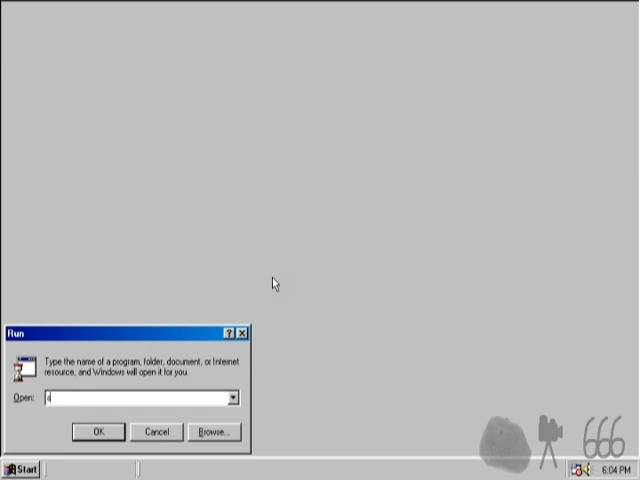 Run
Type the name of a program, folder, document, or Internet
resource, and Windows will open it for you.
Open:
OK
Cancel
Browse...
666
Start
6:04 PM